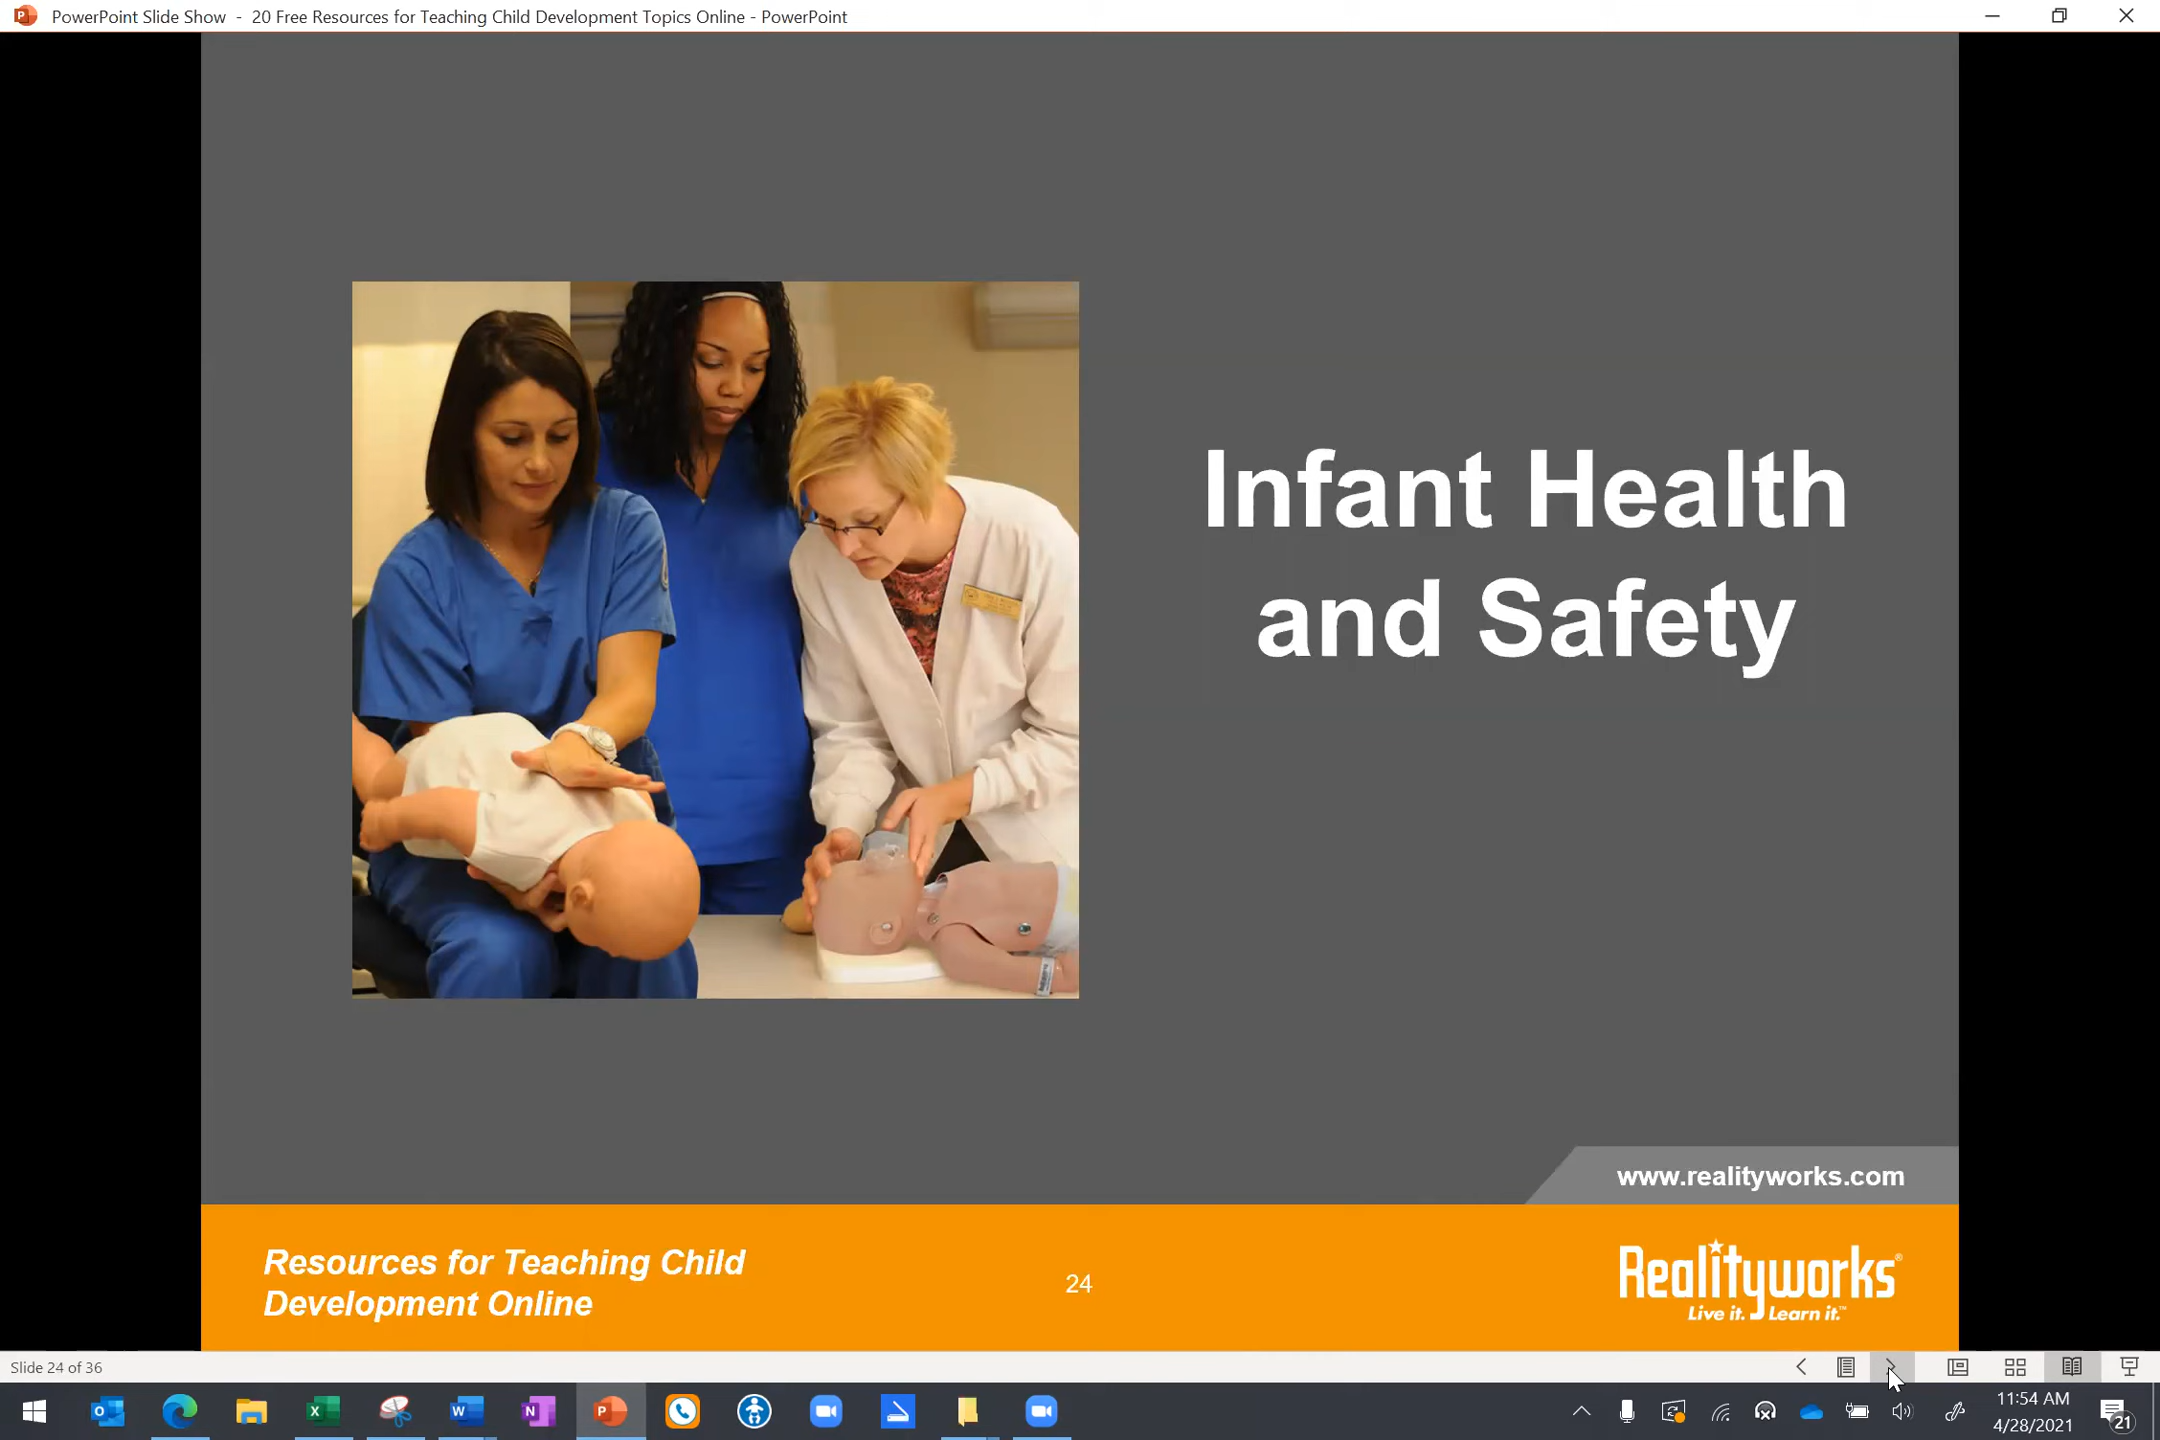 PowerPoint Slide Show - 20 Free Resources for Teaching Child Development Topics Online - PowerPoint
Infant Health
and Safety
www.realityworks.com
Resources for Teaching Child
Development Online
24
Realityworks®
Live it. Learn it.™
Slide 24 of 36
11:54 AM
4/28/2021
21